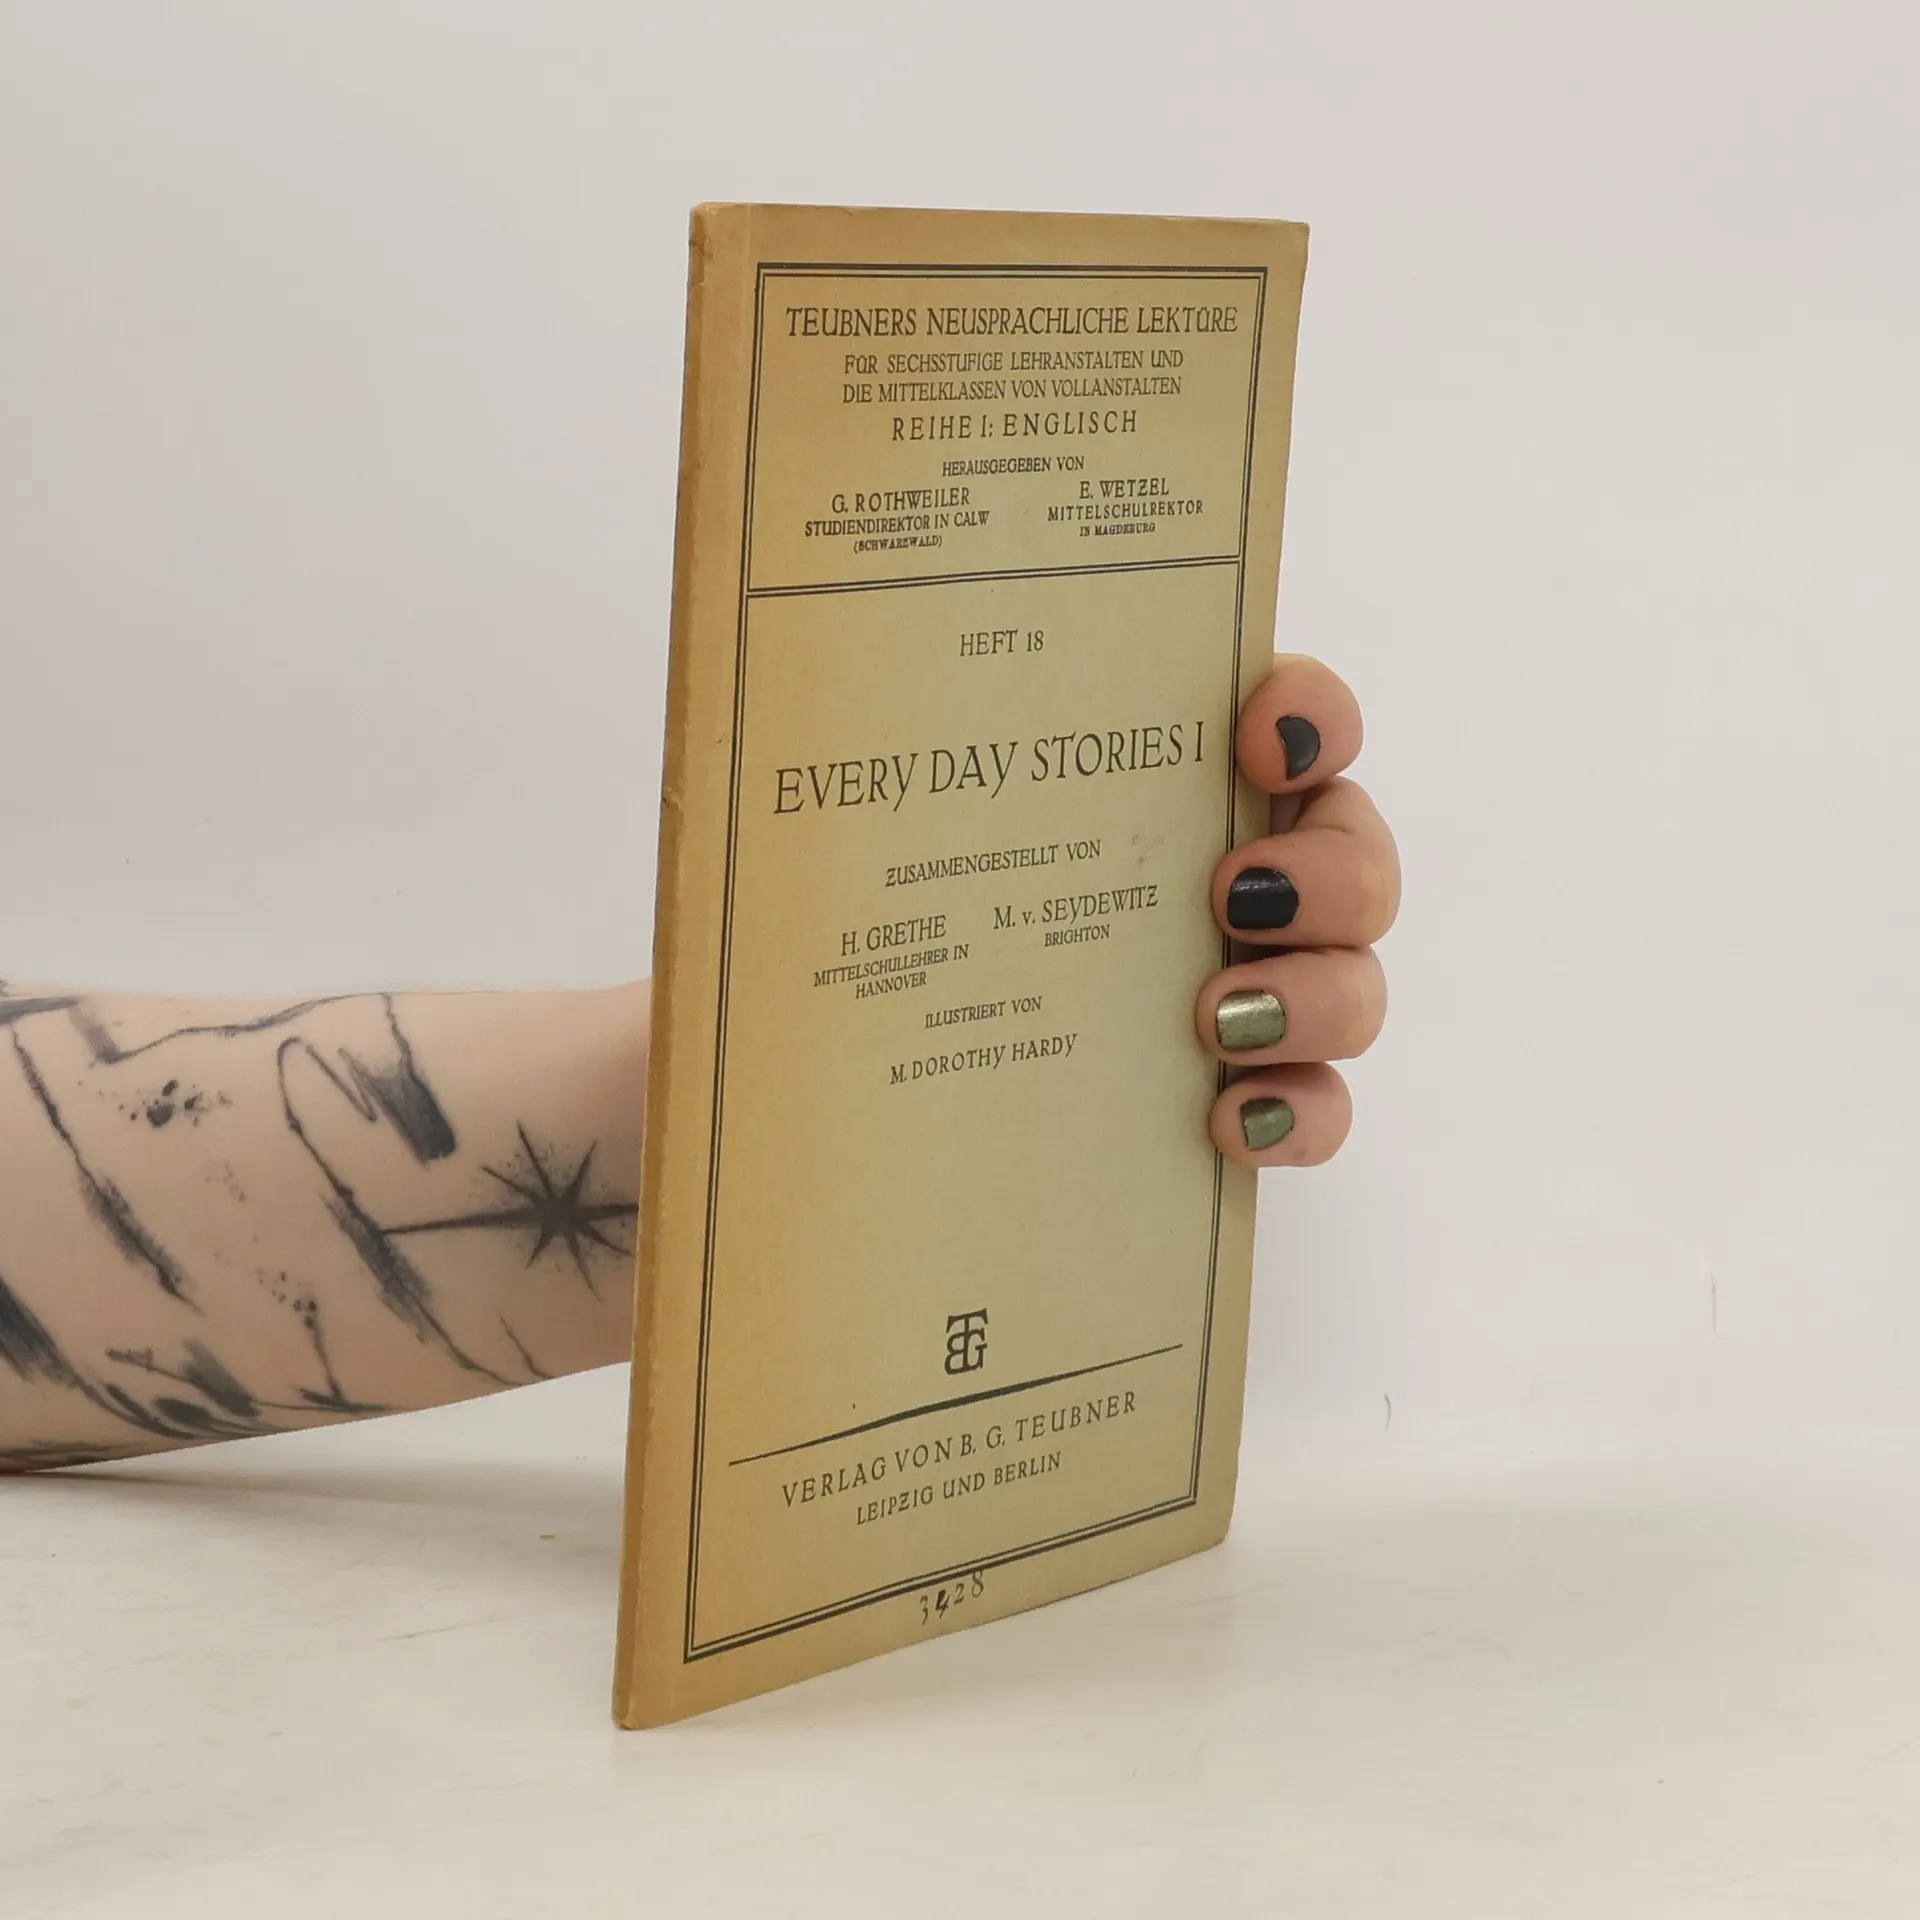 TEUBNERS NEUSPRACHLICHE LEKTÜRE
FÜR SECHSSTUFIGE LEHRANSTALTEN UND
DIE MITTELKLASSEN VON VOLLANSTALTEN
REIHE I: ENGLISCH
HERAUSGEGEBEN VON
G. ROTHWEILER
STUDIENDIREKTOR IN CALW
(SCHWARZWALD)
E. WETZEL
MITTELSCHULREKTOR
IN MAGDEBURG
HEFT 18
EVERY DAY STORIES I
ZUSAMMENGESTELLT VON
H. GRETHE
MITTELSCHULLEHRER IN
HANNOVER
M. v. SEYDEWITZ
BRIGHTON
ILLUSTRIERT VON
M. DOROTHY HARDY
BTG
VERLAG VON B. G. TEUBNER
LEIPZIG UND BERLIN
3428